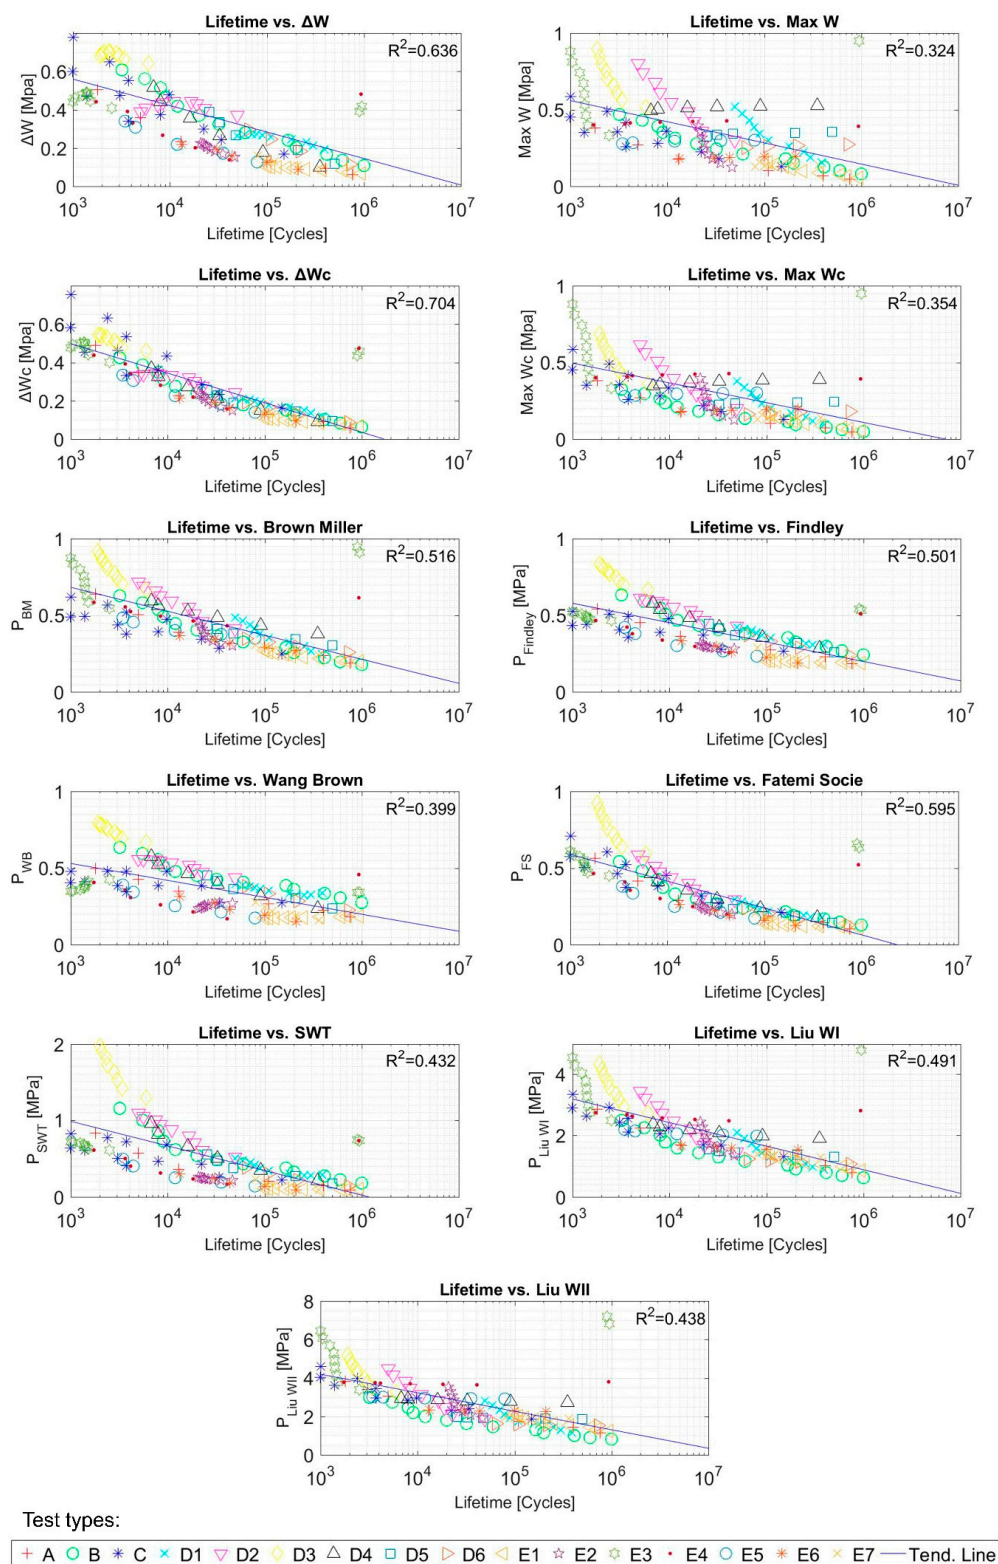 Lifetime vs. ΔW
R²=0.636
ΔW [Mpa]
0.6
0.4
0.2
0
10³ 10⁴ 10⁵ 10⁶ 10⁷
Lifetime [Cycles]
Lifetime vs. Max W
R²=0.324
Max W [Mpa]
1
0.5
0
10³ 10⁴ 10⁵ 10⁶ 10⁷
Lifetime [Cycles]
Lifetime vs. ΔWc
R²=0.704
ΔWc [Mpa]
0.6
0.4
0.2
0
10³ 10⁴ 10⁵ 10⁶ 10⁷
Lifetime [Cycles]
Lifetime vs. Max Wc
R²=0.354
Max Wc [Mpa]
1
0.5
0
10³ 10⁴ 10⁵ 10⁶ 10⁷
Lifetime [Cycles]
Lifetime vs. Brown Miller
R²=0.516
P_BM
1
0.5
0
10³ 10⁴ 10⁵ 10⁶ 10⁷
Lifetime [Cycles]
Lifetime vs. Findley
R²=0.501
P_Findley [MPa]
1
0.5
0
10³ 10⁴ 10⁵ 10⁶ 10⁷
Lifetime [Cycles]
Lifetime vs. Wang Brown
R²=0.399
P_WB
1
0.5
0
10³ 10⁴ 10⁵ 10⁶ 10⁷
Lifetime [Cycles]
Lifetime vs. Fatemi Socie
R²=0.595
P_FS
1
0.5
0
10³ 10⁴ 10⁵ 10⁶ 10⁷
Lifetime [Cycles]
Lifetime vs. SWT
R²=0.432
P_SWT [MPa]
2
1
0
10³ 10⁴ 10⁵ 10⁶ 10⁷
Lifetime [Cycles]
Lifetime vs. Liu WI
R²=0.491
P_Liu WI [MPa]
4
2
0
10³ 10⁴ 10⁵ 10⁶ 10⁷
Lifetime [Cycles]
Lifetime vs. Liu WII
R²=0.438
P_Liu WII [MPa]
8
6
4
2
0
10³ 10⁴ 10⁵ 10⁶ 10⁷
Lifetime [Cycles]
Test types:
A B C D1 D2 D3 D4 D5 D6 E1 E2 E3 E4 E5 E6 E7 Tend. Line